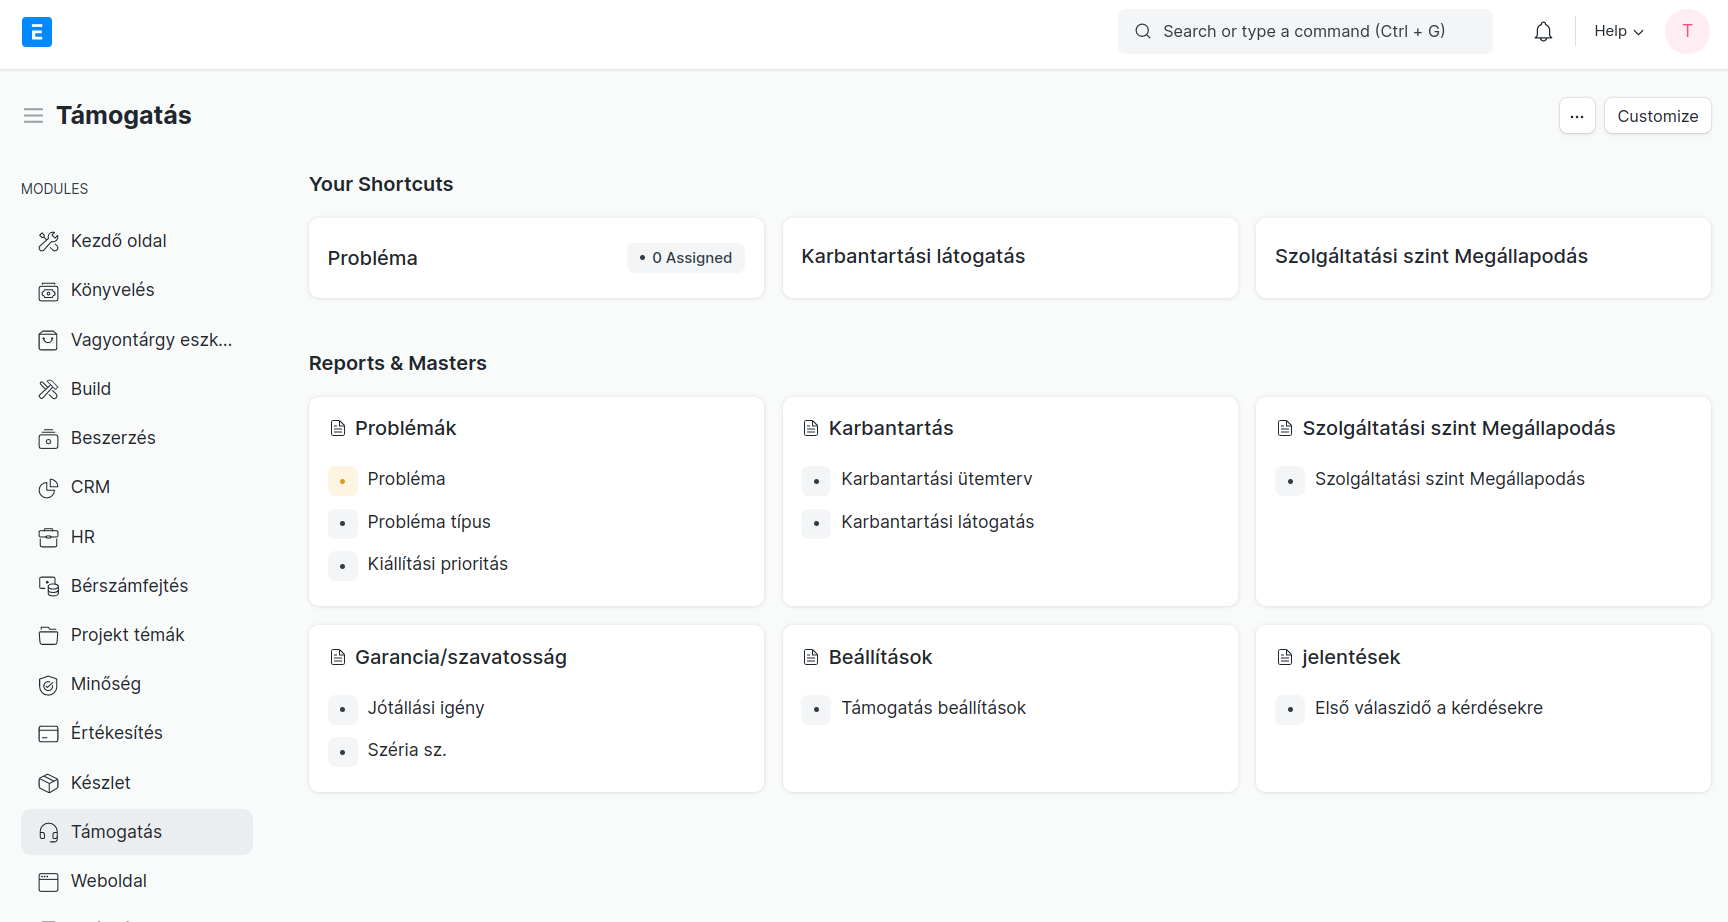 E
Search or type a command (Ctrl + G)
Help
T
Támogatás
...
Customize
MODULES
Kezdő oldal
Könyvelés
Vagyontárgy eszk...
Build
Beszerzés
CRM
HR
Bérszámfejtés
Projekt témák
Minőség
Értékesítés
Készlet
Támogatás
Weboldal
Your Shortcuts
Probléma
0 Assigned
Karbantartási látogatás
Szolgáltatási szint Megállapodás
Reports & Masters
Problémák
Probléma
Probléma típus
Kiállítási prioritás
Karbantartás
Karbantartási ütemterv
Karbantartási látogatás
Szolgáltatási szint Megállapodás
Szolgáltatási szint Megállapodás
Garancia/szavatosság
Jótállási igény
Széria sz.
Beállítások
Támogatás beállítások
jelentések
Első válaszidő a kérdésekre